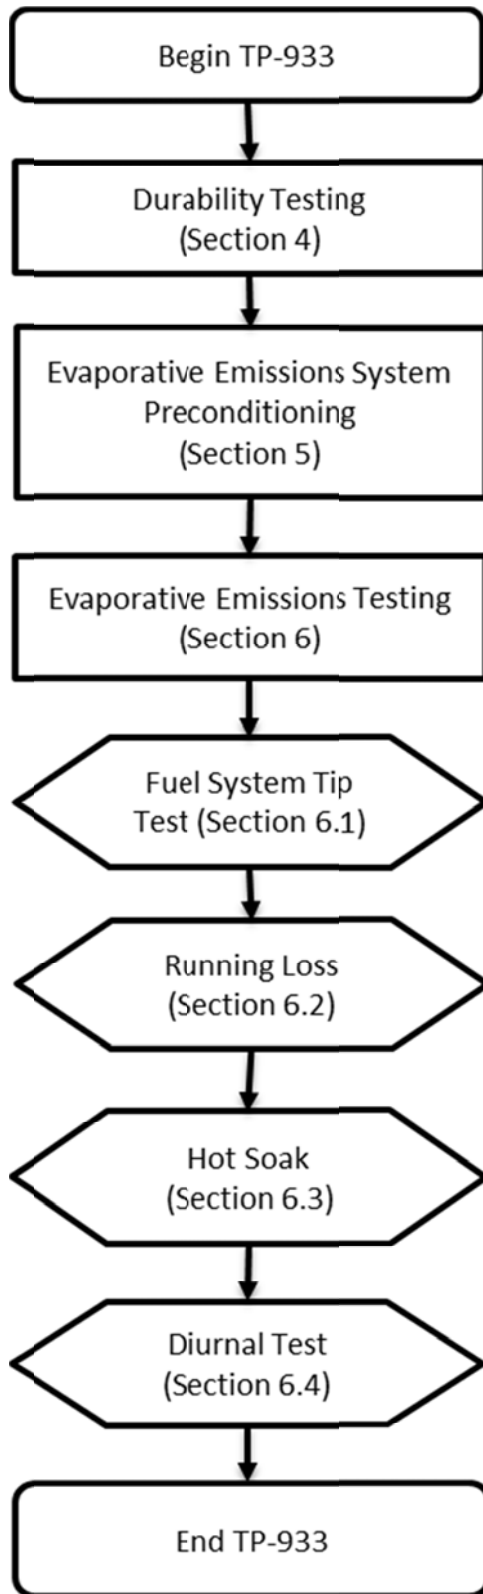 Begin TP-933
Durability Testing
(Section 4)
Evaporative Emissions System
Preconditioning
(Section 5)
Evaporative Emissions Testing
(Section 6)
Fuel System Tip
Test (Section 6.1)
Running Loss
(Section 6.2)
Hot Soak
(Section 6.3)
Diurnal Test
(Section 6.4)
End TP-933